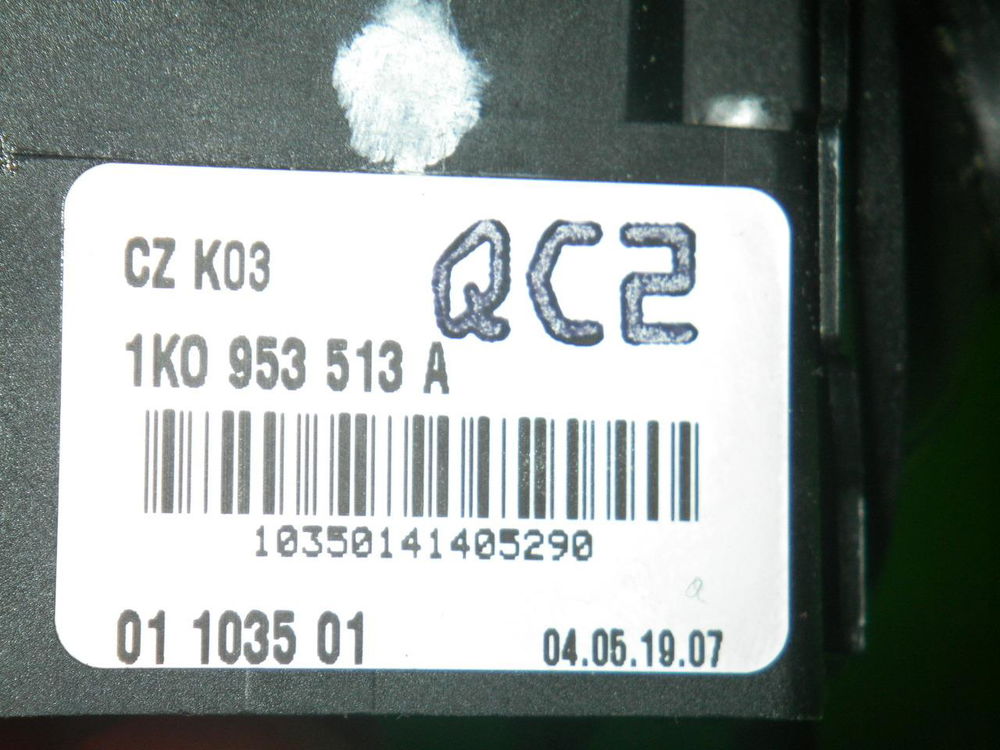 CZ K03
QC2
1K0 953 513 A
10350141405290
01 1035 01
04.05.19.07
a